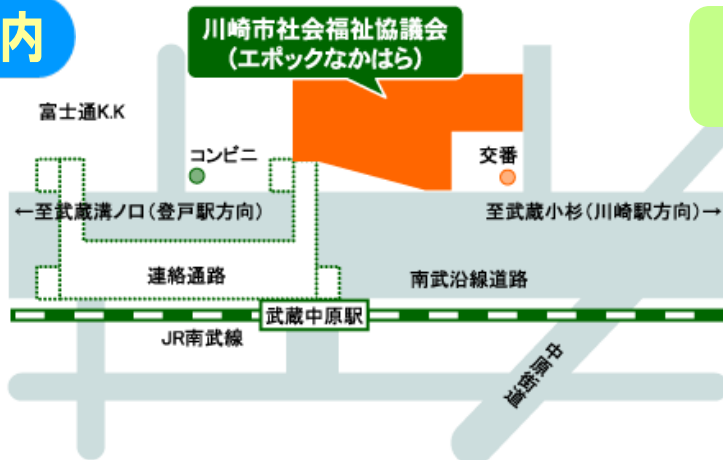 内
川崎市社会福祉協議会
(エポックなかはら)
富士通K.K
コンビニ
交番
←至武蔵溝ノ口(登戸駅方向)
至武蔵小杉(川崎駅方向)→
連絡通路
南武沿線道路
武蔵中原駅
JR南武線
中原街道